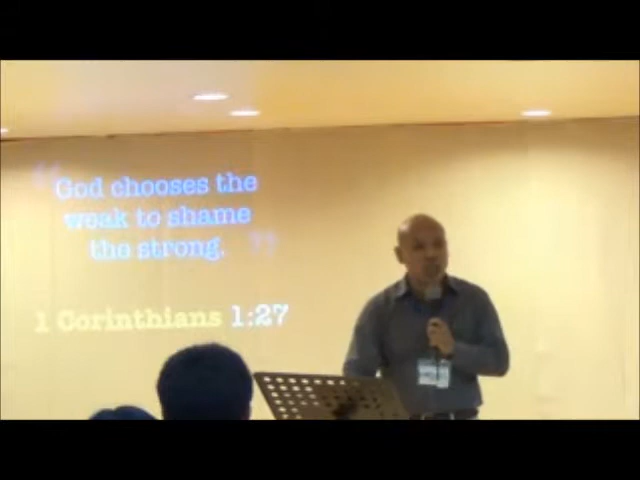 “God chooses the
weak to shame
the strong.”
1 Corinthians 1:27